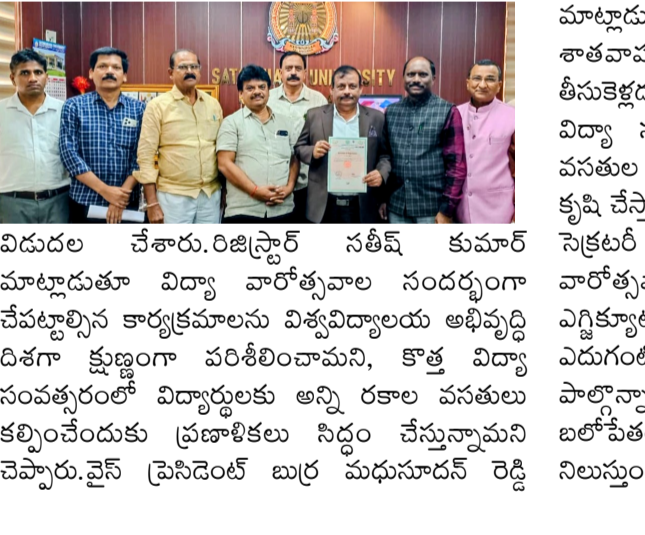 SATAVAHANA UNIVERSITY
విడుదల చేశారు.రిజిస్ట్రార్ సతీష్ కుమార్
మాట్లాడుతూ విద్యా వారోత్సవాల సందర్భంగా
చేపట్టాల్సిన కార్యక్రమాలను విశ్వవిద్యాలయ అభివృద్ధి
దిశగా క్షుణ్ణంగా పరిశీలించామని, కొత్త విద్యా
సంవత్సరంలో విద్యార్థులకు అన్ని రకాల వసతులు
కల్పించేందుకు ప్రణాళికలు సిద్ధం చేస్తున్నామని
చెప్పారు.వైస్ ప్రెసిడెంట్ బుర్ర మధుసూదన్ రెడ్డి
మాట్లాడు
శాతవాహ
తీసుకెళ్లడ
విద్యా
వసతుల
కృషి చేస్తా
సెక్రటరీ
వారోత్సవ
ఎగ్జిక్యూట
ఎదుగంటి
పాల్గొన్నా
బలోపేత
నిలుస్తుం